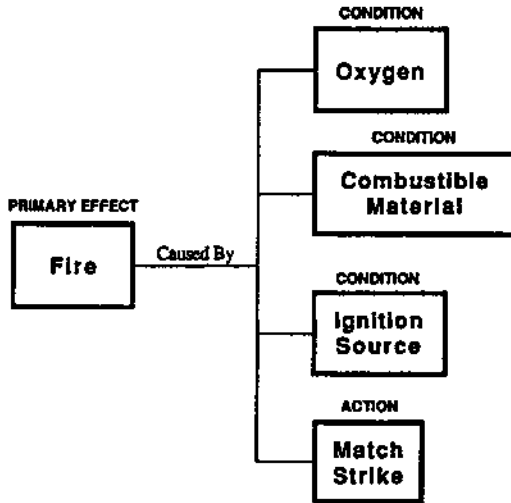 CONDITION
Oxygen
CONDITION
Combustible
Material
PRIMARY EFFECT
Fire
Caused By
CONDITION
Ignition
Source
ACTION
Match
Strike